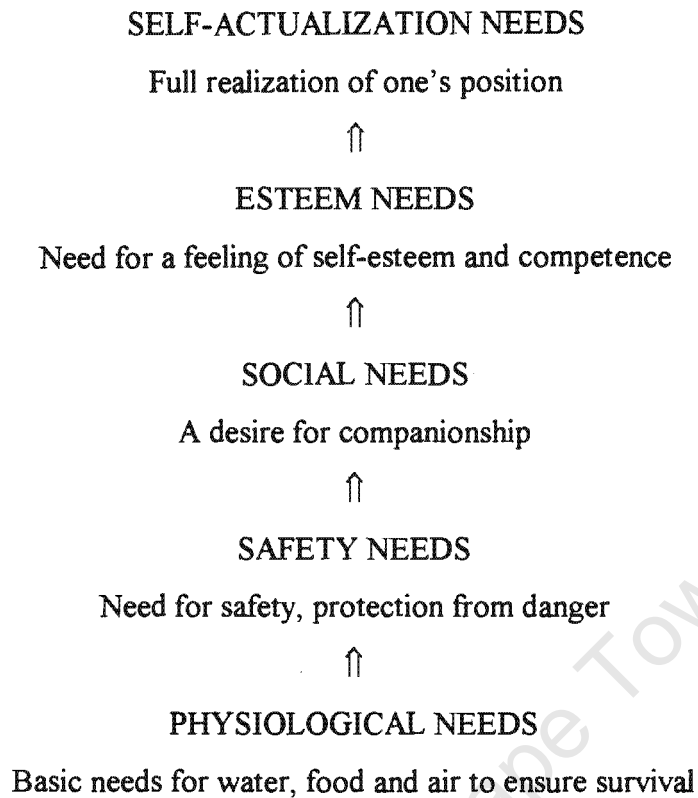 SELF-ACTUALIZATION NEEDS
Full realization of one's position
⇑
ESTEEM NEEDS
Need for a feeling of self-esteem and competence
⇑
SOCIAL NEEDS
A desire for companionship
⇑
SAFETY NEEDS
Need for safety, protection from danger
⇑
PHYSIOLOGICAL NEEDS
Basic needs for water, food and air to ensure survival